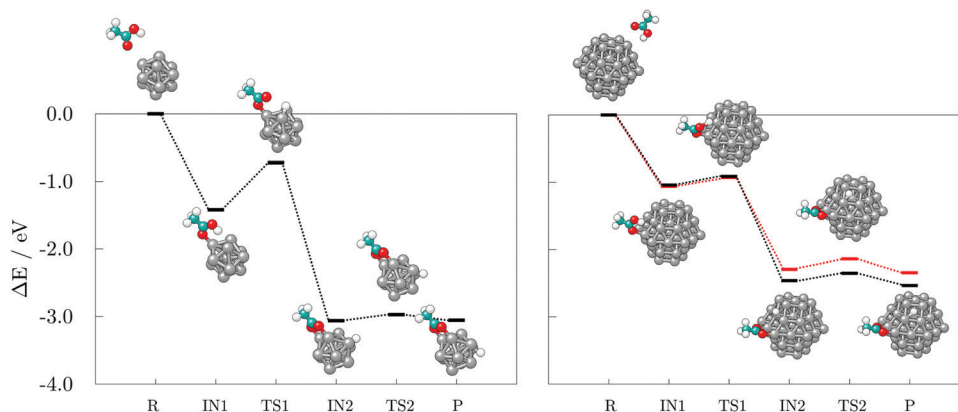 0.0
-1.0
-2.0
-3.0
-4.0
ΔE / eV
R IN1 TS1 IN2 TS2 P
R IN1 TS1 IN2 TS2 P